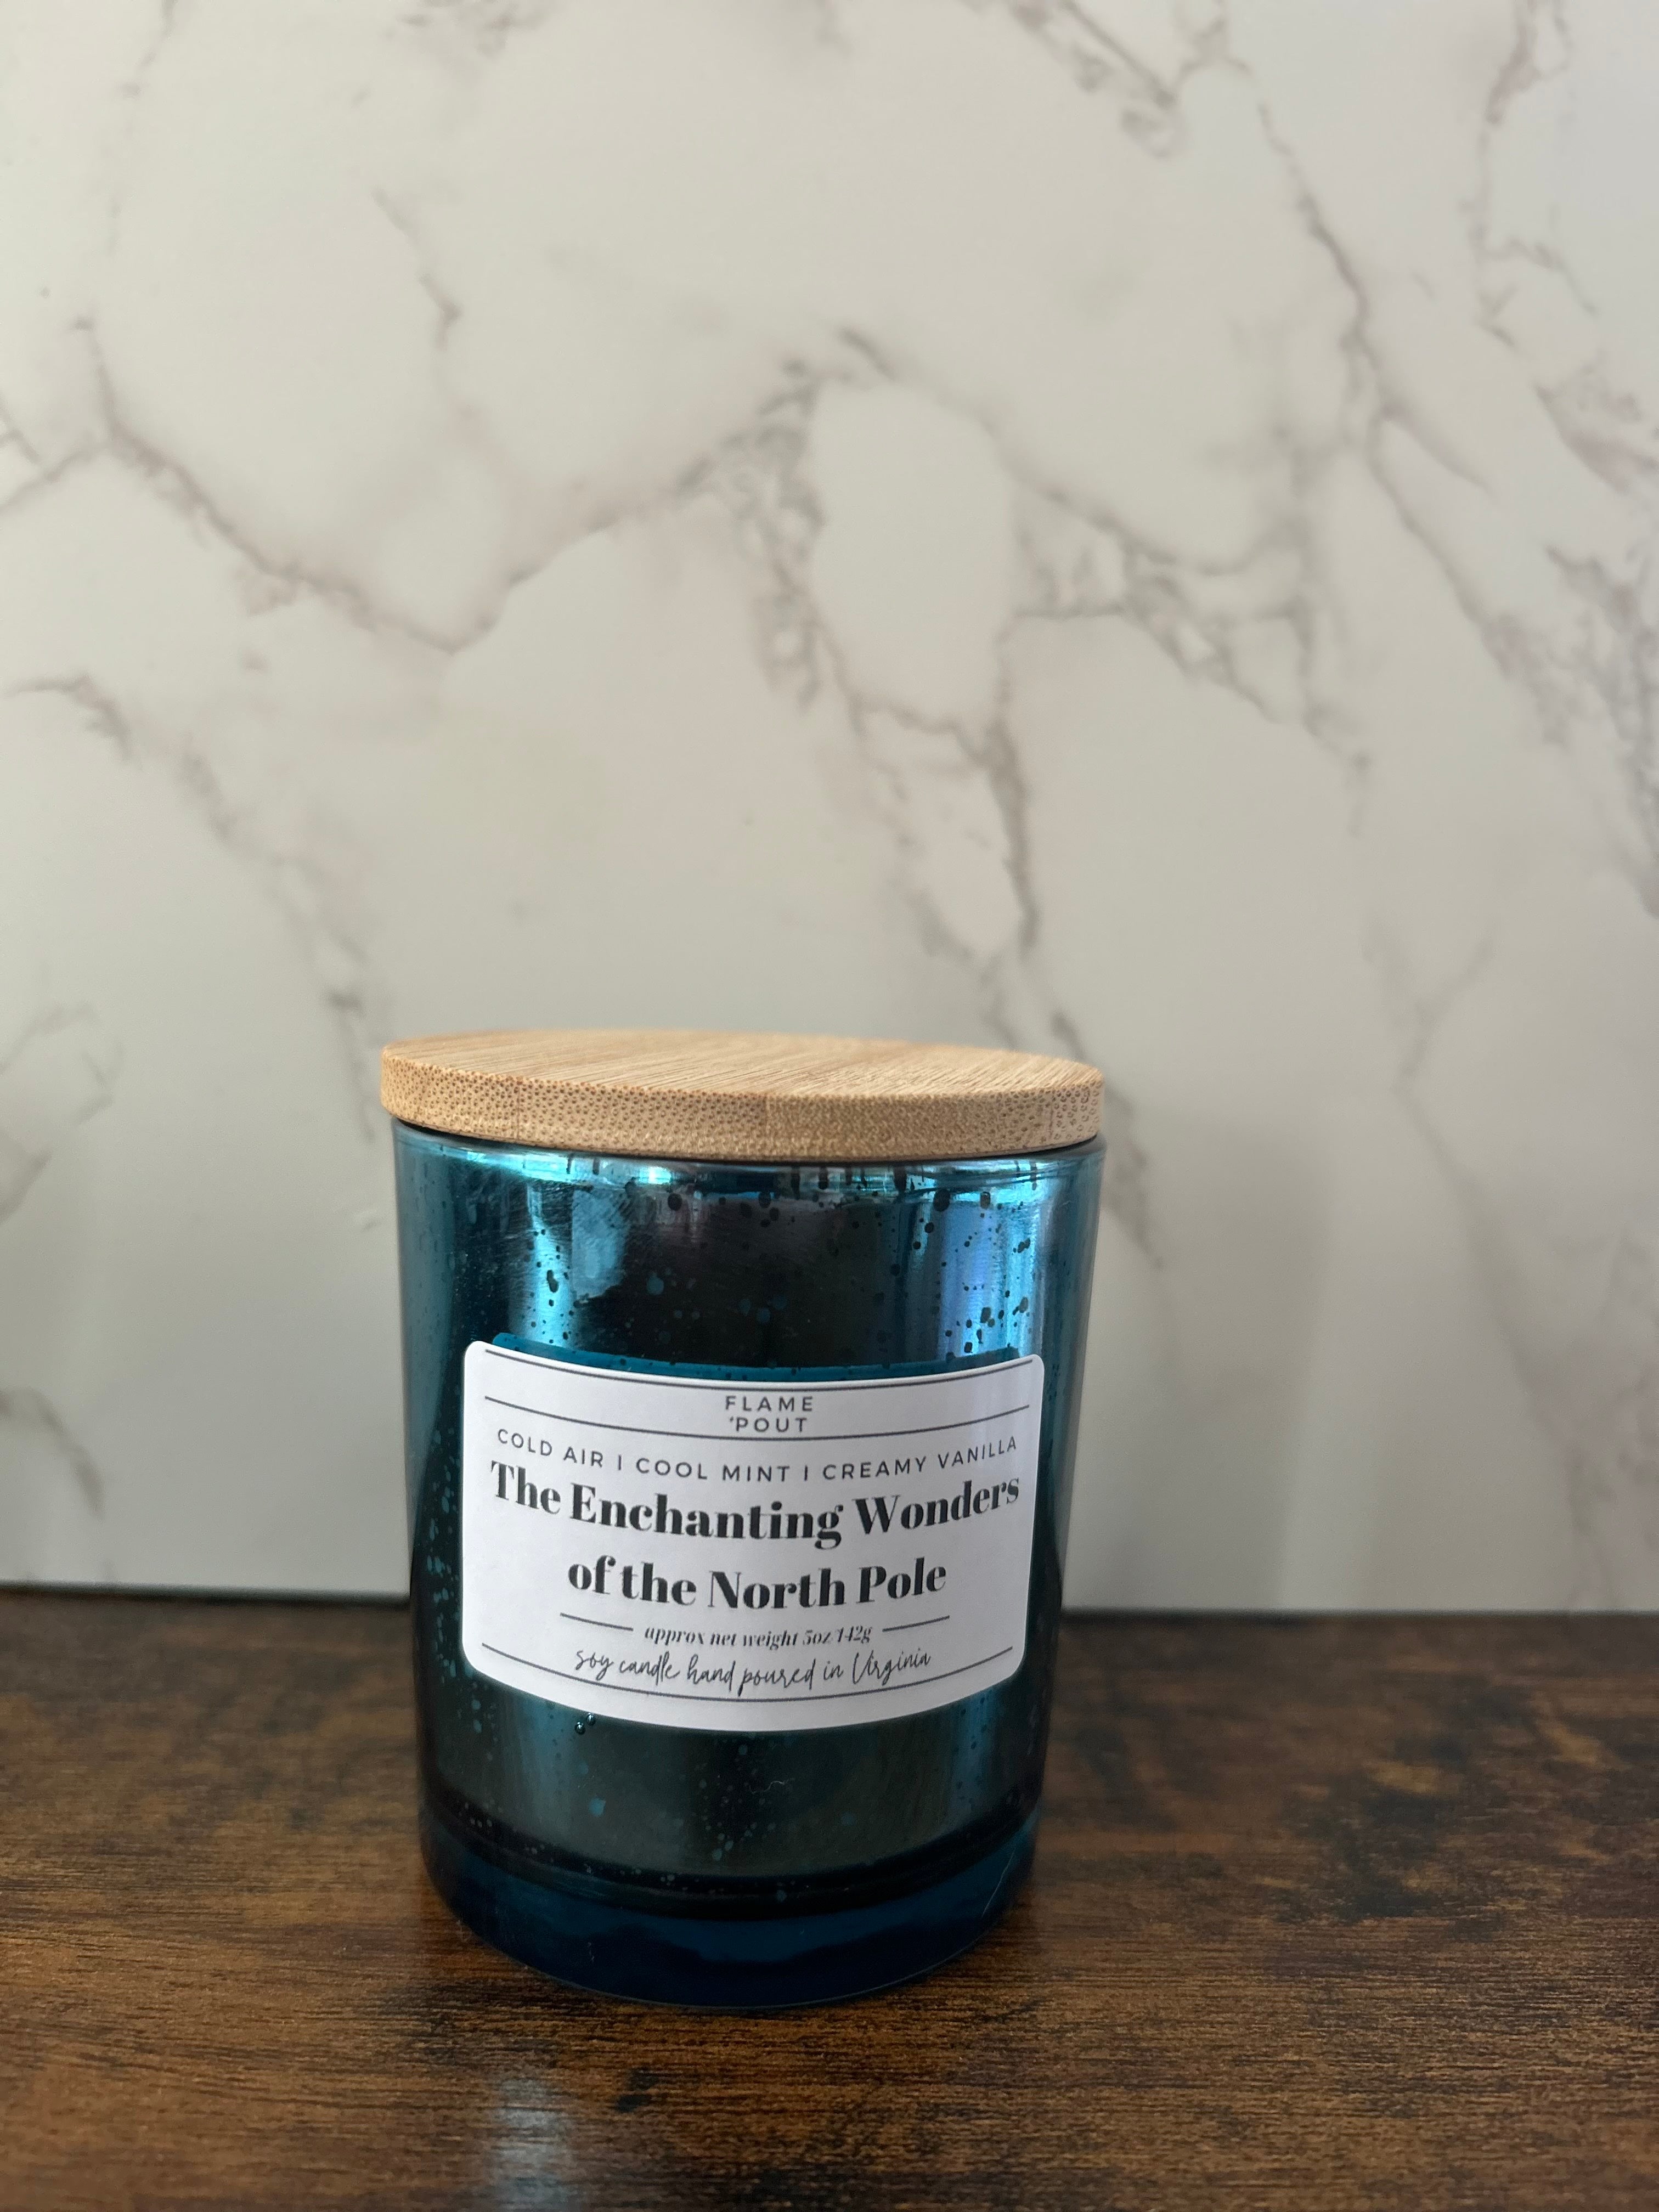 FLAME
'POUT
COLD AIR | COOL MINT | CREAMY VANILLA
The Enchanting Wonders
of the North Pole
approx net weight 5oz 142g
soy candle hand poured in Virginia